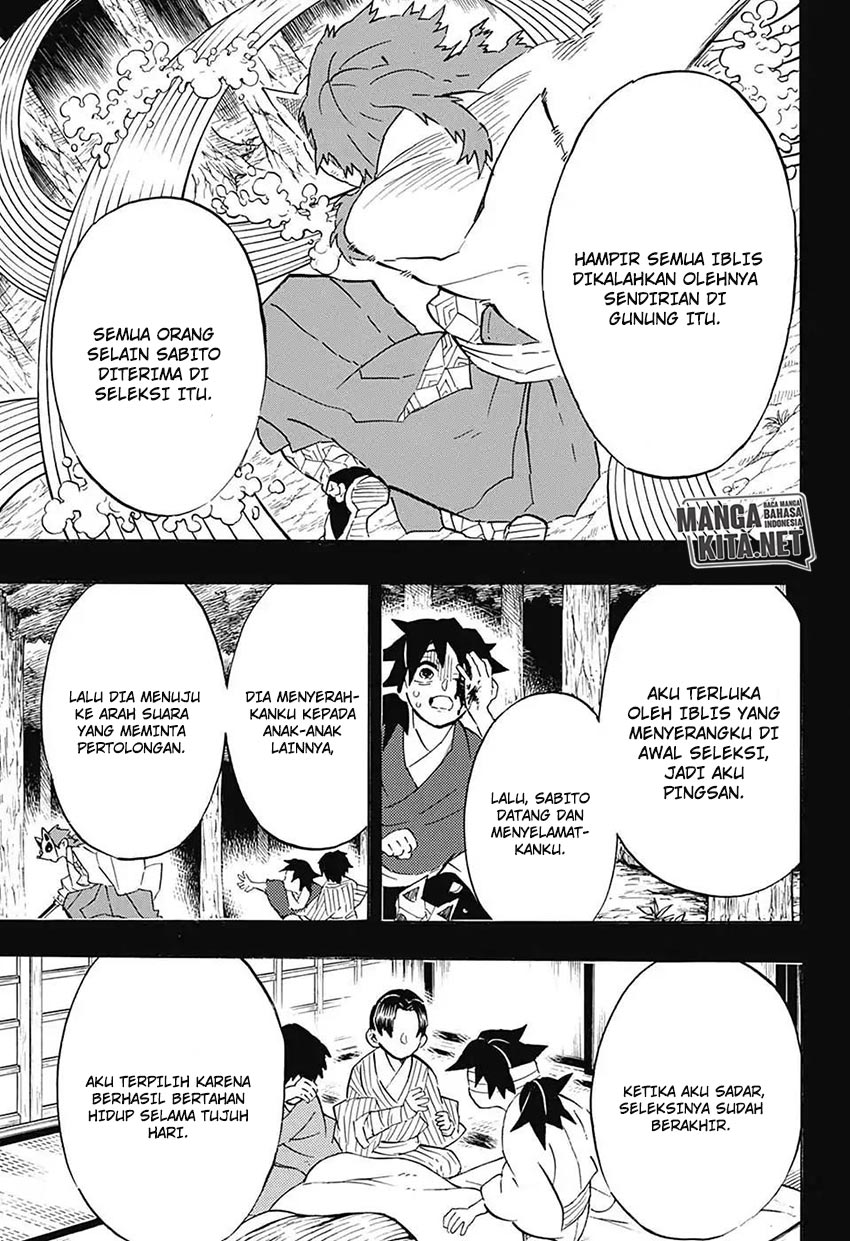 HAMPIR SEMUA IBLIS
DIKALAHKAN OLEHNYA
SENDIRIAN DI
GUNUNG ITU.
SEMUA ORANG
SELAIN SABITO
DITERIMA DI
SELEKSI ITU.
MANGA
KITA.NET
BACA MANGA
BAHASA
INDONESIA
AKU TERLUKA
OLEH IBLIS YANG
MENYERANGKU DI
AWAL SELEKSI,
JADI AKU
PINGSAN.
LALU, SABITO
DATANG DAN
MENYELAMAT-
KANKU.
DIA MENYERAH-
KANKU KEPADA
ANAK-ANAK
LAINNYA,
LALU DIA MENUJU
KE ARAH SUARA
YANG MEMINTA
PERTOLONGAN.
KETIKA AKU SADAR,
SELEKSINYA SUDAH
BERAKHIR.
AKU TERPILIH KARENA
BERHASIL BERTAHAN
HIDUP SELAMA TUJUH
HARI.